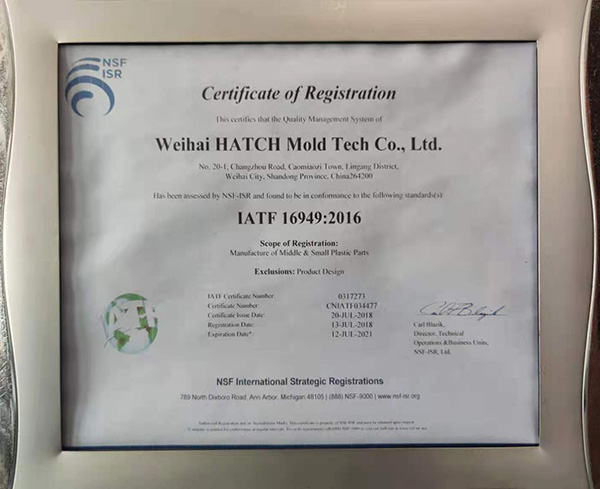 NSF
ISR
Certificate of Registration
This certifies that the Quality Management System of
Weihai HATCH Mold Tech Co., Ltd.
No. 20-1, Changzhou Road, Caomiaozi Town, Lingang District,
Weihai City, Shandong Province, China264200
Has been assessed by NSF-ISR and found to be in conformance to the following standard(s):
IATF 16949:2016
Scope of Registration:
Manufacture of Middle & Small Plastic Parts
Exclusions: Product Design
IATF Certificate Number: 0317273
Certificate Number: CNIATF034477
Certificate Issue Date: 20-JUL-2018
Registration Date: 13-JUL-2018
Expiration Date*: 12-JUL-2021
Carl Blazik,
Director, Technical
Operations &Business Units,
NSF-ISR, Ltd.
NSF International Strategic Registrations
789 North Dixboro Road, Ann Arbor, Michigan 48105 | (888) NSF-9000 | www.nsf-isr.org